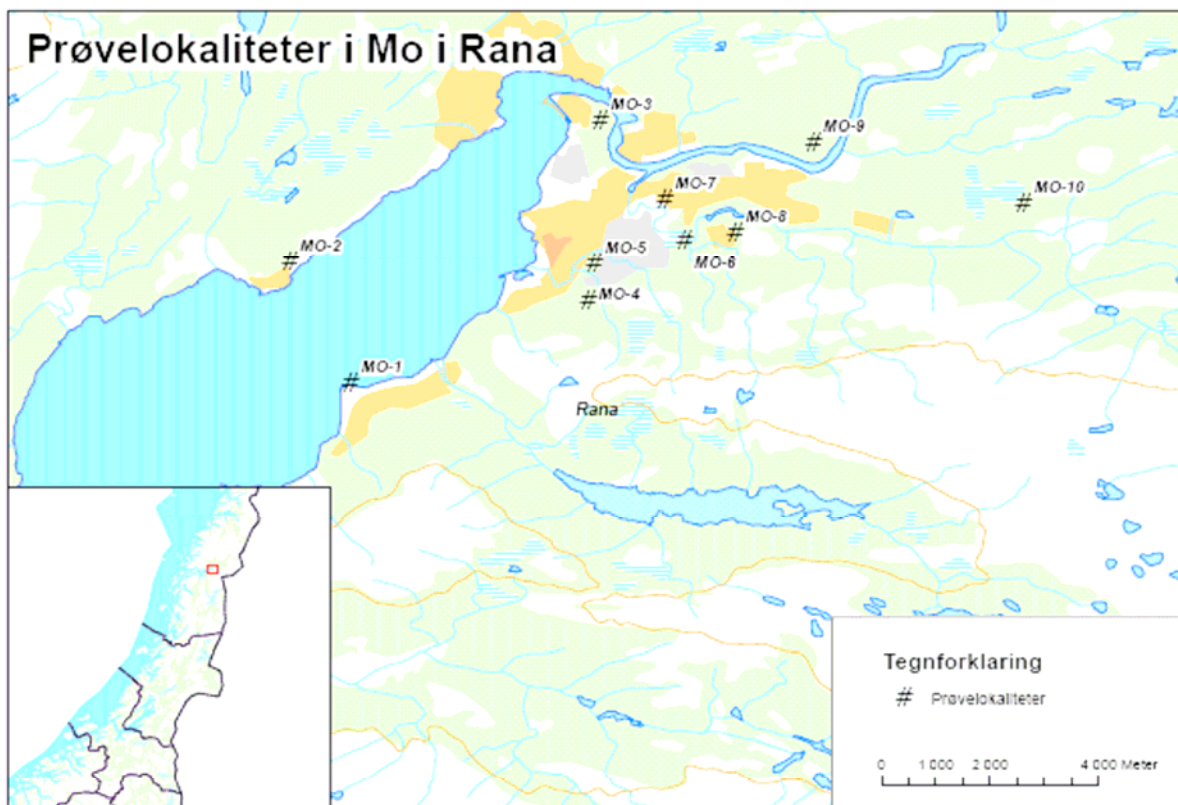 Prøvelokaliteter i Mo i Rana
# MO-3
# MO-9
# MO-7
# MO-10
# MO-8
# MO-2
# MO-5
# MO-6
# MO-4
# MO-1
Rana
Tegnforklaring
# Prøvelokaliteter
0 1 000 2 000 4 000 Meter